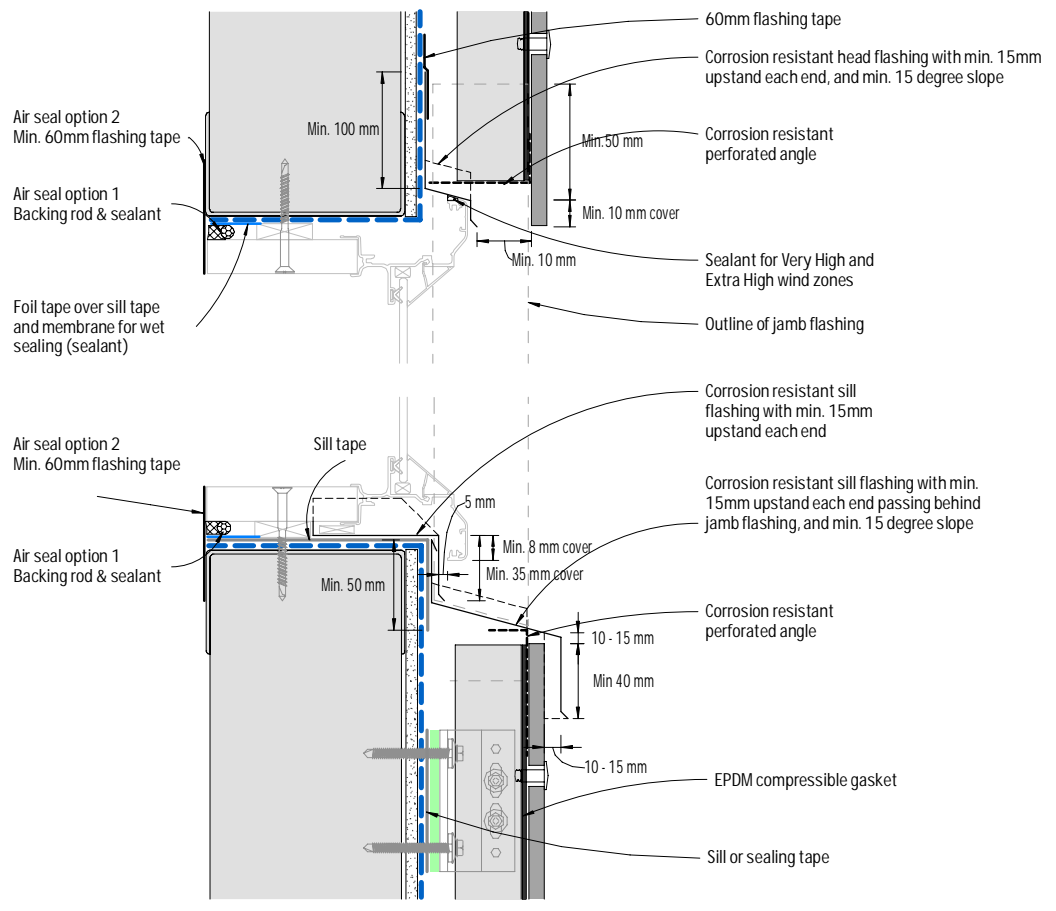 60mm flashing tape
Corrosion resistant head flashing with min. 15mm
upstand each end, and min. 15 degree slope
Air seal option 2
Min. 60mm flashing tape
Min. 100 mm
Min. 50 mm
Corrosion resistant
perforated angle
Air seal option 1
Backing rod & sealant
Min. 10 mm cover
Min. 10 mm
Sealant for Very High and
Extra High wind zones
Foil tape over sill tape
and membrane for wet
sealing (sealant)
Outline of jamb flashing
Corrosion resistant sill
flashing with min. 15mm
upstand each end
Air seal option 2
Min. 60mm flashing tape
Sill tape
Corrosion resistant sill flashing with min.
15mm upstand each end passing behind
jamb flashing, and min. 15 degree slope
5 mm
Min. 8 mm cover
Min. 35 mm cover
Air seal option 1
Backing rod & sealant
Min. 50 mm
Corrosion resistant
perforated angle
10 - 15 mm
Min 40 mm
10 - 15 mm
EPDM compressible gasket
Sill or sealing tape